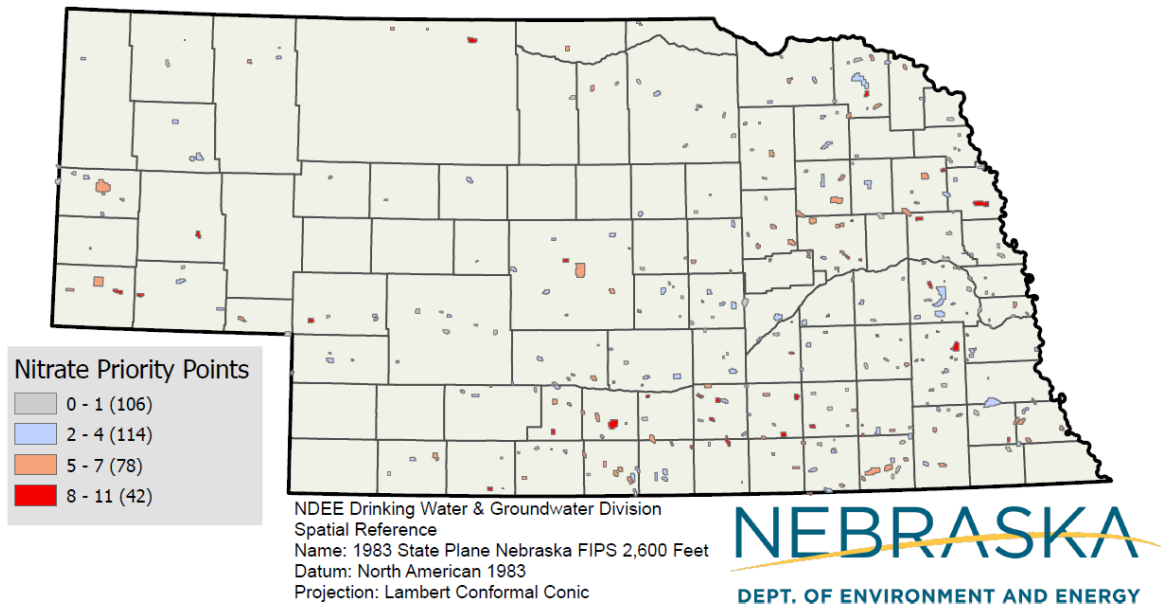 Nitrate Priority Points
0 - 1 (106)
2 - 4 (114)
5 - 7 (78)
8 - 11 (42)
NDEE Drinking Water & Groundwater Division
Spatial Reference
Name: 1983 State Plane Nebraska FIPS 2,600 Feet
Datum: North American 1983
Projection: Lambert Conformal Conic
NEBRASKA
DEPT. OF ENVIRONMENT AND ENERGY